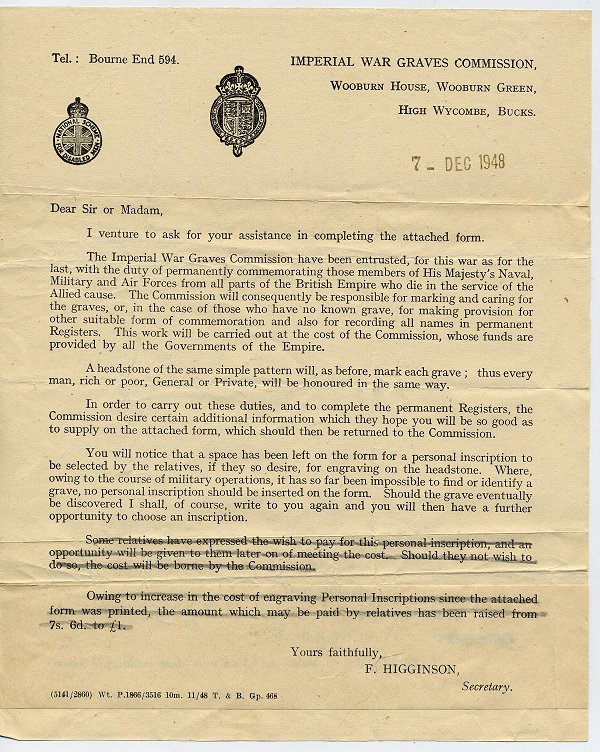 Tel.: Bourne End 594.
IMPERIAL WAR GRAVES COMMISSION,
WOOBURN HOUSE, WOOBURN GREEN,
HIGH WYCOMBE, BUCKS.
NATIONAL SCHEME
FOR DISABLED MEN
7 - DEC 1948
Dear Sir or Madam,
I venture to ask for your assistance in completing the attached form.
The Imperial War Graves Commission have been entrusted, for this war as for the
last, with the duty of permanently commemorating those members of His Majesty's Naval,
Military and Air Forces from all parts of the British Empire who die in the service of the
Allied cause. The Commission will consequently be responsible for marking and caring for
the graves, or, in the case of those who have no known grave, for making provision for
other suitable form of commemoration and also for recording all names in permanent
Registers. This work will be carried out at the cost of the Commission, whose funds are
provided by all the Governments of the Empire.
A headstone of the same simple pattern will, as before, mark each grave; thus every
man, rich or poor, General or Private, will be honoured in the same way.
In order to carry out these duties, and to complete the permanent Registers, the
Commission desire certain additional information which they hope you will be so good as
to supply on the attached form, which should then be returned to the Commission.
You will notice that a space has been left on the form for a personal inscription to
be selected by the relatives, if they so desire, for engraving on the headstone. Where,
owing to the course of military operations, it has so far been impossible to find or identify a
grave, no personal inscription should be inserted on the form. Should the grave eventually
be discovered I shall, of course, write to you again and you will then have a further
opportunity to choose an inscription.
Some relatives have expressed the wish to pay for this personal inscription, and an
opportunity will be given to them later on of meeting the cost. Should they not wish to
do so, the cost will be borne by the Commission.
Owing to increase in the cost of engraving Personal Inscriptions since the attached
form was printed, the amount which may be paid by relatives has been raised from
7s. 6d. to £1.
Yours faithfully,
F. HIGGINSON,
Secretary.
(5141/2860) Wt. P.1866/3516 10m. 11/48 T. & B. Gp. 468